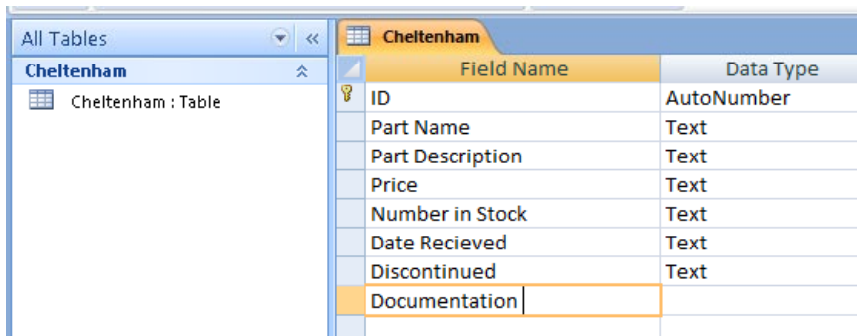 All Tables
Cheltenham
Cheltenham : Table
Cheltenham
Field Name Data Type
ID AutoNumber
Part Name Text
Part Description Text
Price Text
Number in Stock Text
Date Recieved Text
Discontinued Text
Documentation